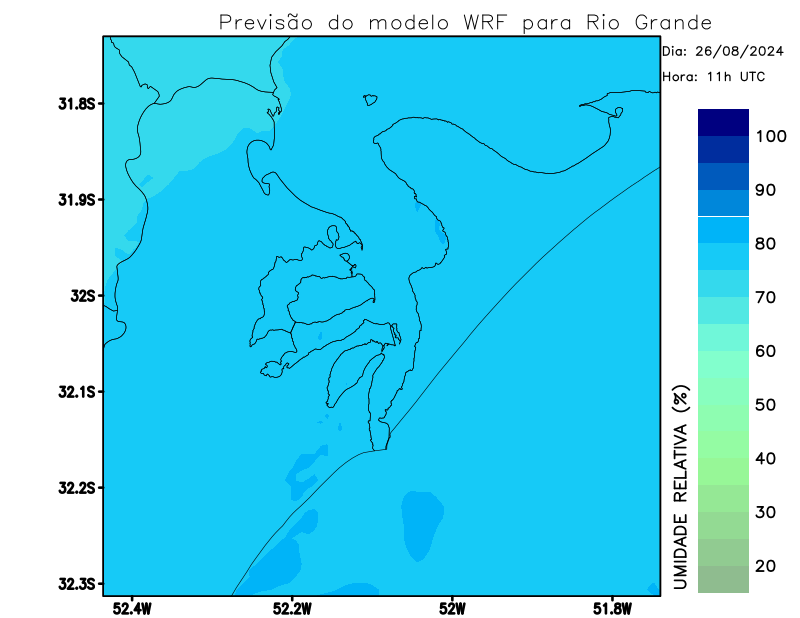 Previsão do modelo WRF para Rio Grande
Dia: 26/08/2024
Hora: 11h UTC
31.8S
31.9S
32S
32.1S
32.2S
32.3S
52.4W
52.2W
52W
51.8W
100
90
80
70
60
50
40
30
20
UMIDADE RELATIVA (%)